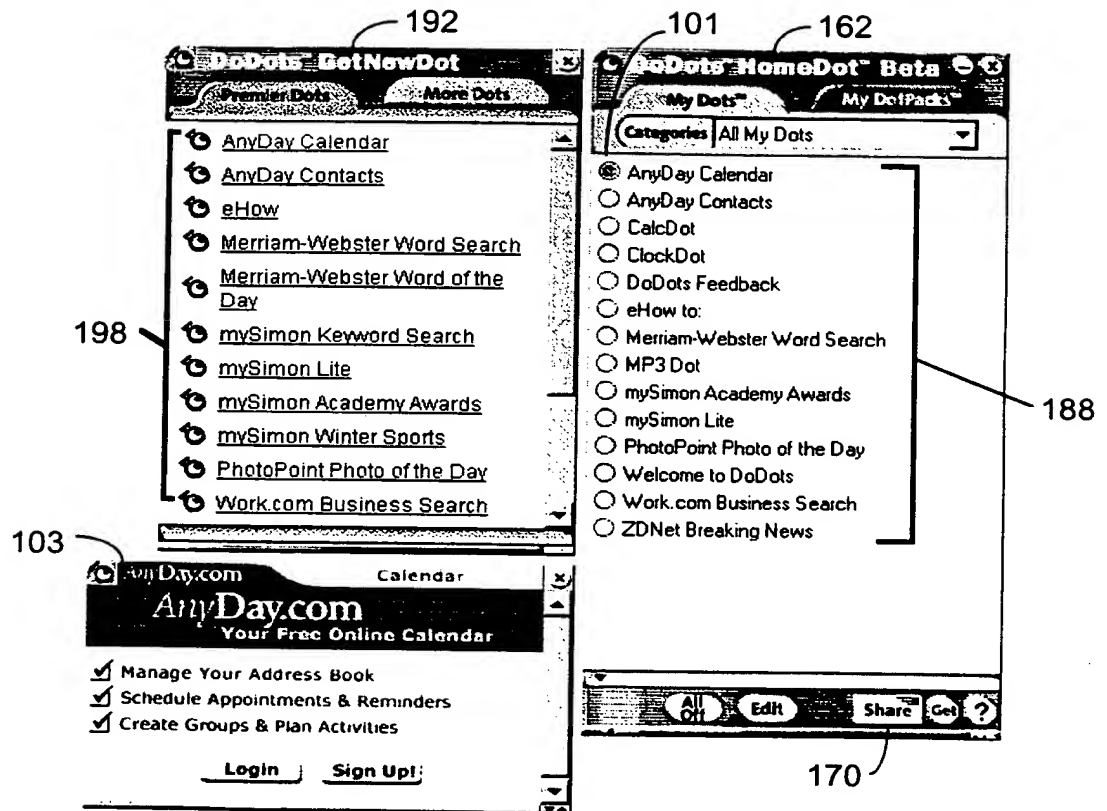 192
101
162
DoDots™ GetNewDot
Premier Dots
More Dots
AnyDay Calendar
AnyDay Contacts
eHow
Merriam-Webster Word Search
Merriam-Webster Word of the
Day
mySimon Keyword Search
mySimon Lite
mySimon Academy Awards
mySimon Winter Sports
PhotoPoint Photo of the Day
Work.com Business Search
198
DoDots™ HomeDot™ Beta
My Dots™
My DotPacks™
Categories All My Dots
AnyDay Calendar
AnyDay Contacts
CalcDot
ClockDot
DoDots Feedback
eHow to:
Merriam-Webster Word Search
MP3 Dot
mySimon Academy Awards
mySimon Lite
PhotoPoint Photo of the Day
Welcome to DoDots
Work.com Business Search
ZDNet Breaking News
188
All Off Edit Share Get ?
170
103
AnyDay.com Calendar
AnyDay.com
Your Free Online Calendar
Manage Your Address Book
Schedule Appointments & Reminders
Create Groups & Plan Activities
Login Sign Up!